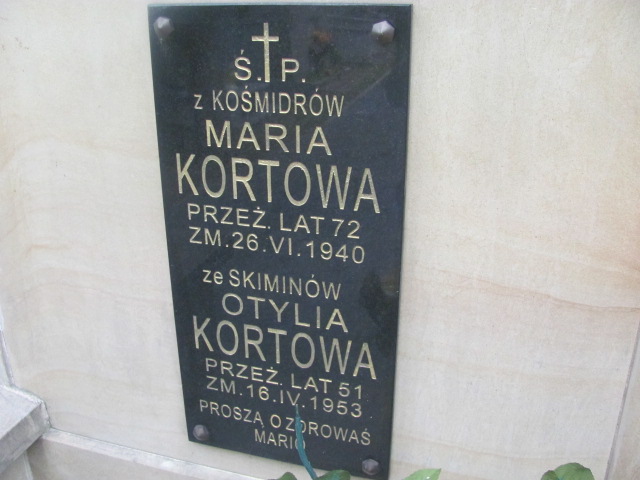 Ś.P.
z KOŚMIDRÓW
MARIA
KORTOWA
PRZEŻ. LAT 72
ZM. 26. VI. 1940
ze SKIMINÓW
OTYLIA
KORTOWA
PRZEŻ. LAT 51
ZM. 16. IV. 1953
PROSZĄ O ZDROWAŚ
MARIO